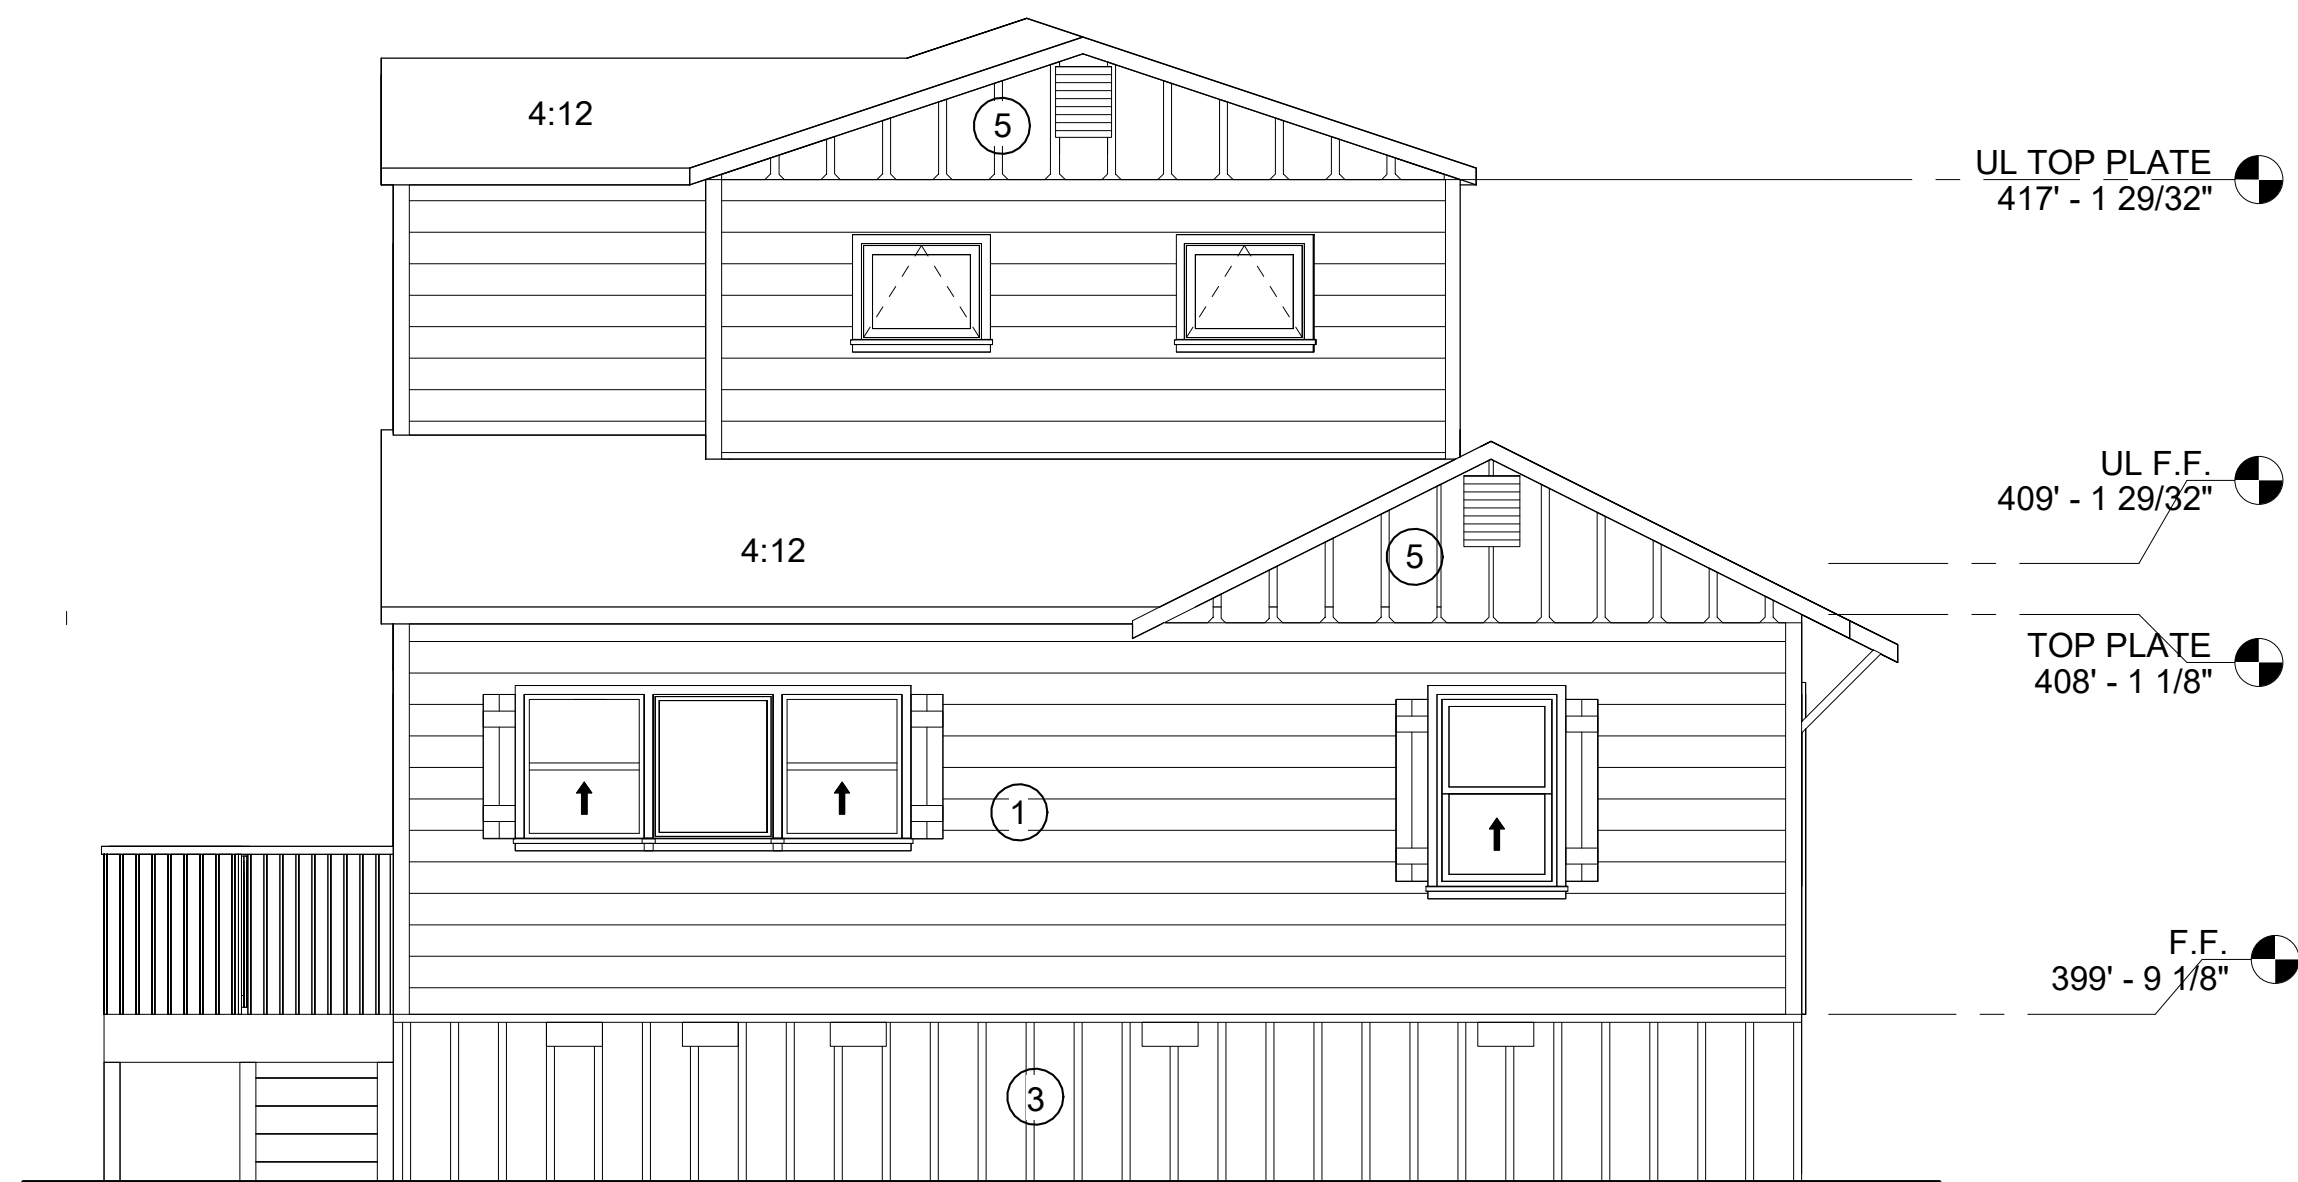 4:12
5
UL TOP PLATE
417' - 1 29/32"
UL F.F.
409' - 1 29/32"
4:12
5
TOP PLATE
408' - 1 1/8"
1
F.F.
399' - 9 1/8"
3